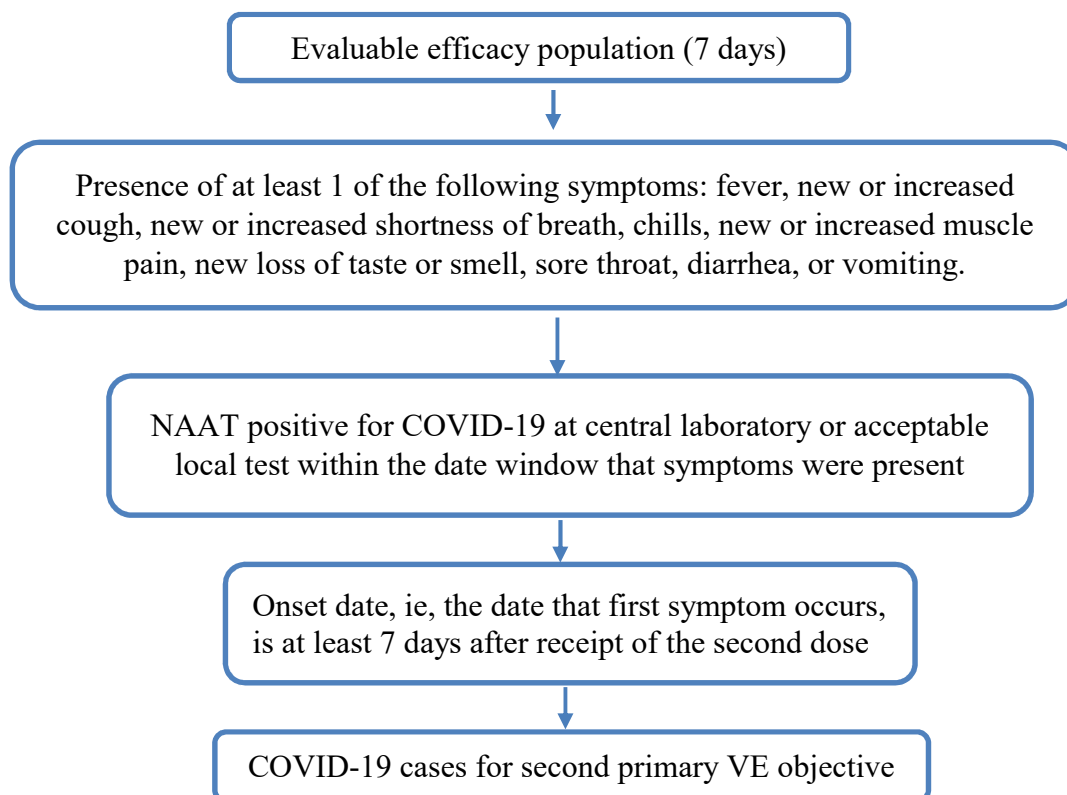 Evaluable efficacy population (7 days)
Presence of at least 1 of the following symptoms: fever, new or increased
cough, new or increased shortness of breath, chills, new or increased muscle
pain, new loss of taste or smell, sore throat, diarrhea, or vomiting.
NAAT positive for COVID-19 at central laboratory or acceptable
local test within the date window that symptoms were present
Onset date, ie, the date that first symptom occurs,
is at least 7 days after receipt of the second dose
COVID-19 cases for second primary VE objective